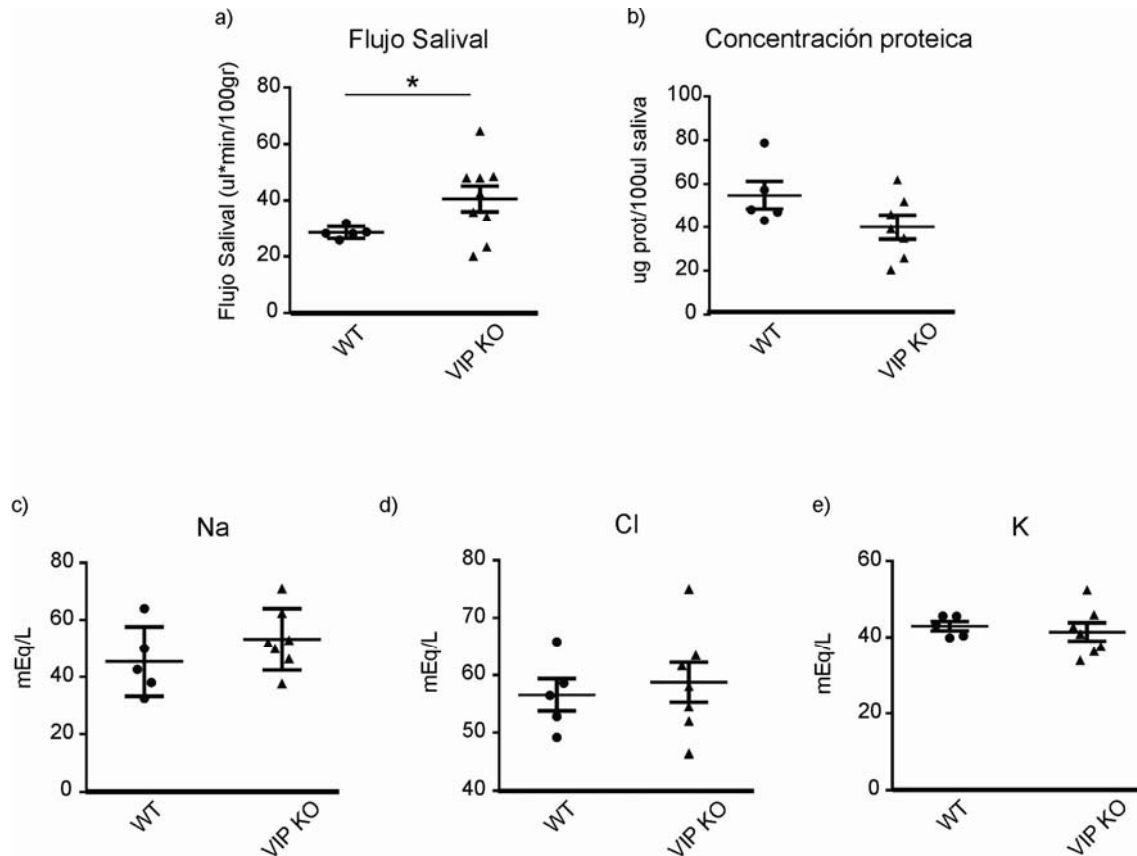 a)
Flujo Salival
Flujo Salival (ul*min/100gr)
80
60
40
20
0
*
WT
VIP KO
b)
Concentración proteica
ug prot/100ul saliva
100
80
60
40
20
0
WT
VIP KO
c)
Na
mEq/L
80
60
40
20
0
WT
VIP KO
d)
Cl
mEq/L
80
70
60
50
40
WT
VIP KO
e)
K
mEq/L
60
40
20
0
WT
VIP KO